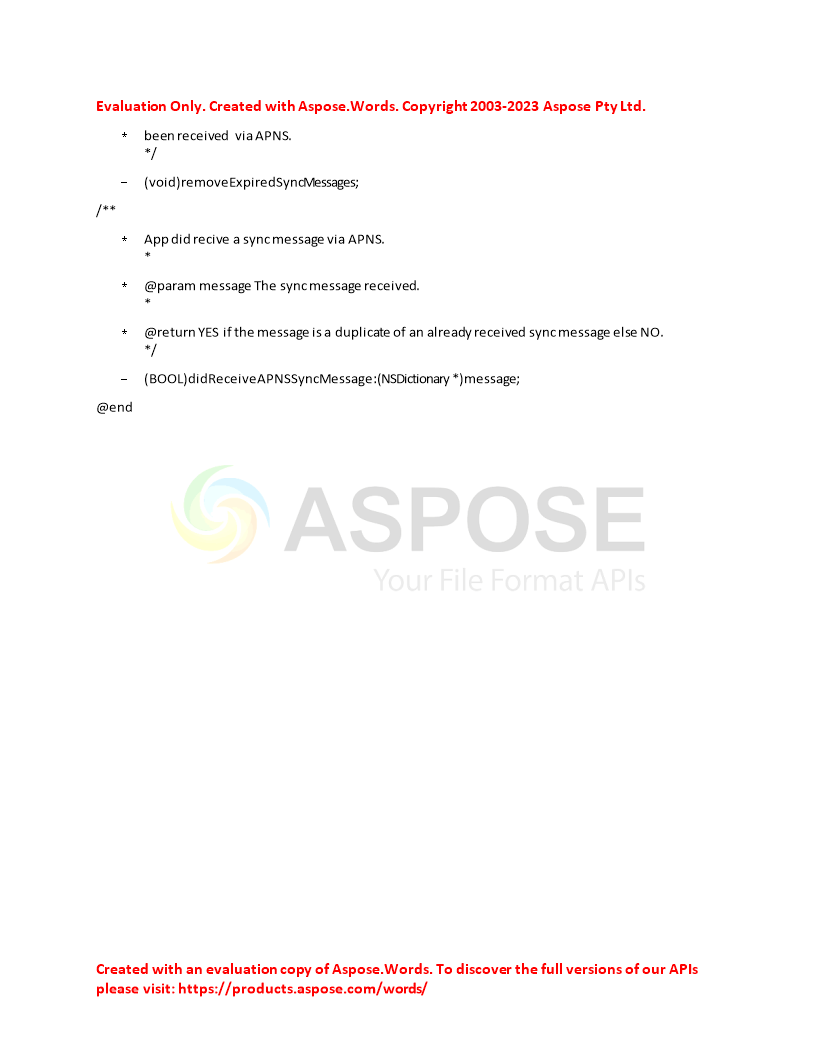 Evaluation Only. Created with Aspose.Words. Copyright 2003-2023 Aspose Pty Ltd.
* been received via APNS.
*/
− (void)removeExpiredSyncMessages;
/**
* App did recive a sync message via APNS.
*
* @param message The sync message received.
*
* @return YES if the message is a duplicate of an already received sync message else NO.
*/
− (BOOL)didReceiveAPNSSyncMessage:(NSDictionary *)message;
@end
ASPOSE
Your File Format APIs
Created with an evaluation copy of Aspose.Words. To discover the full versions of our APIs
please visit: https://products.aspose.com/words/